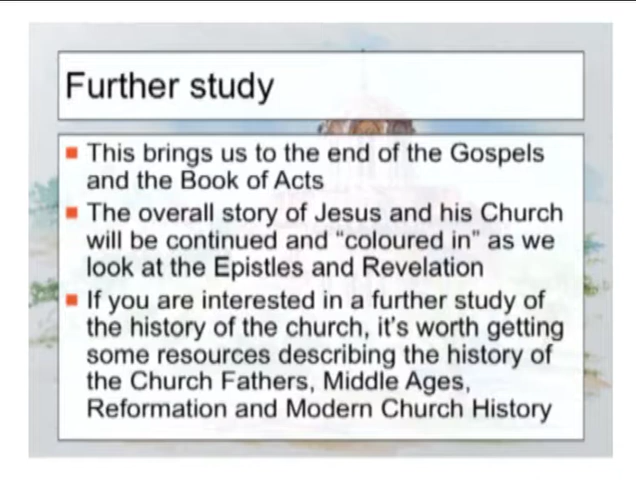 Further study
This brings us to the end of the Gospels
and the Book of Acts
The overall story of Jesus and his Church
will be continued and “coloured in” as we
look at the Epistles and Revelation
If you are interested in a further study of
the history of the church, it's worth getting
some resources describing the history of
the Church Fathers, Middle Ages,
Reformation and Modern Church History